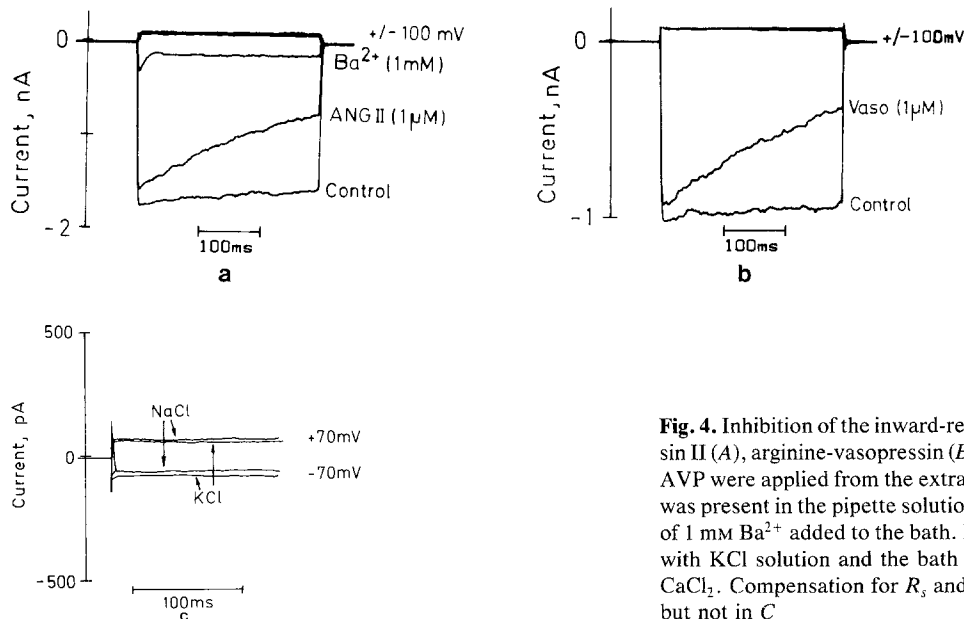 0
+/-100 mV
Ba²⁺ (1mM)
ANG II (1μM)
Control
-2
Current, nA
100ms
a
0
+/-100mV
Vaso (1μM)
Control
-1
Current, nA
100ms
b
500
0
-500
Current, pA
NaCl
KCl
+70mV
-70mV
100ms
c
Fig. 4. Inhibition of the inward-re
sin II (A), arginine-vasopressin (
AVP were applied from the extra
was present in the pipette solution
of 1 mM Ba²⁺ added to the bath.
with KCl solution and the bath
CaCl₂. Compensation for Rₛ and
but not in C